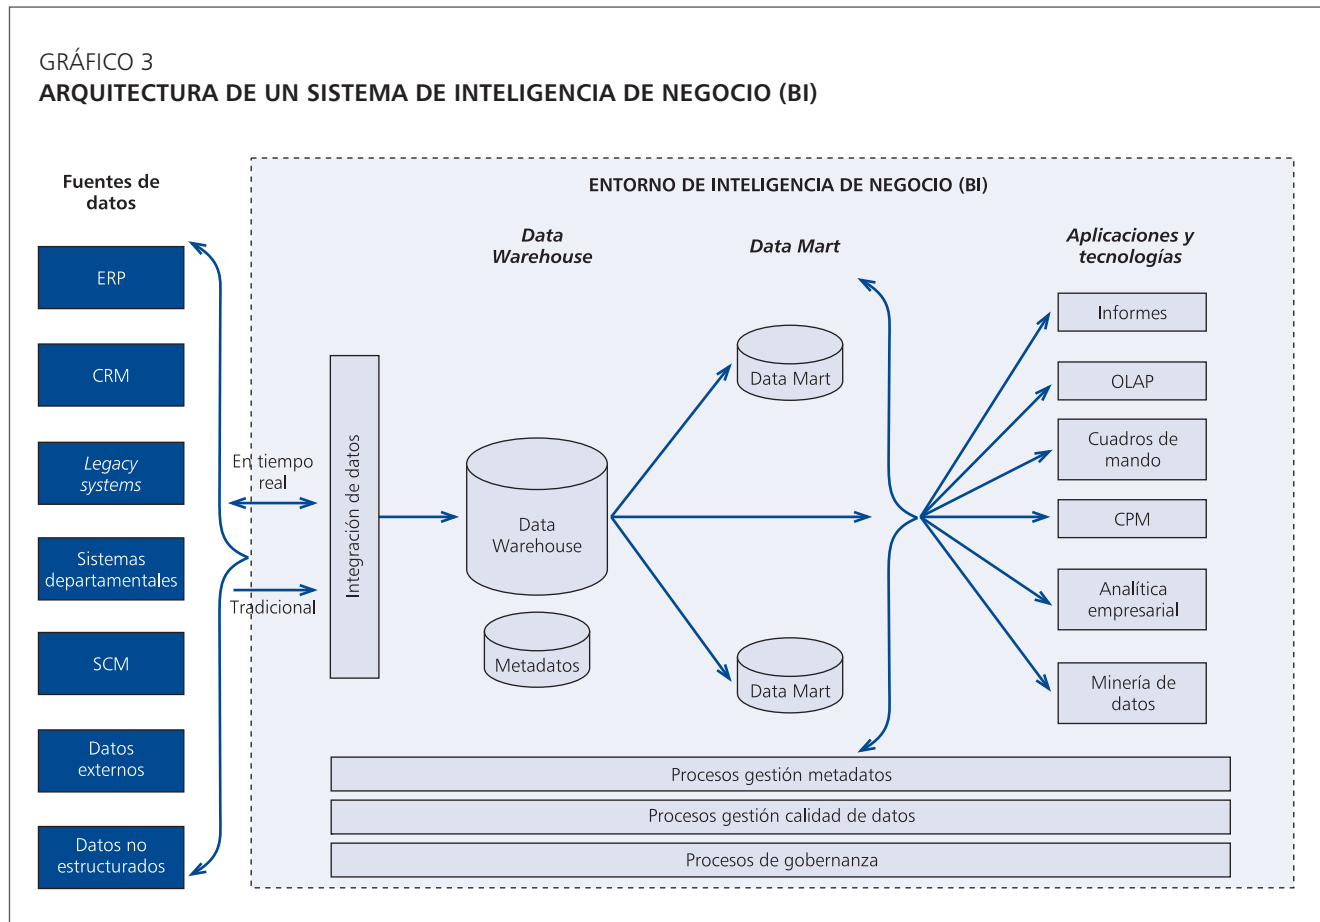 GRÁFICO 3
ARQUITECTURA DE UN SISTEMA DE INTELIGENCIA DE NEGOCIO (BI)
Fuentes de
datos
ERP
CRM
Legacy
systems
Sistemas
departamentales
SCM
Datos
externos
Datos no
estructurados
En tiempo
real
Tradicional
ENTORNO DE INTELIGENCIA DE NEGOCIO (BI)
Integración de datos
Data
Warehouse
Data
Warehouse
Metadatos
Data Mart
Data Mart
Data Mart
Aplicaciones y
tecnologías
Informes
OLAP
Cuadros de
mando
CPM
Analítica
empresarial
Minería de
datos
Procesos gestión metadatos
Procesos gestión calidad de datos
Procesos de gobernanza